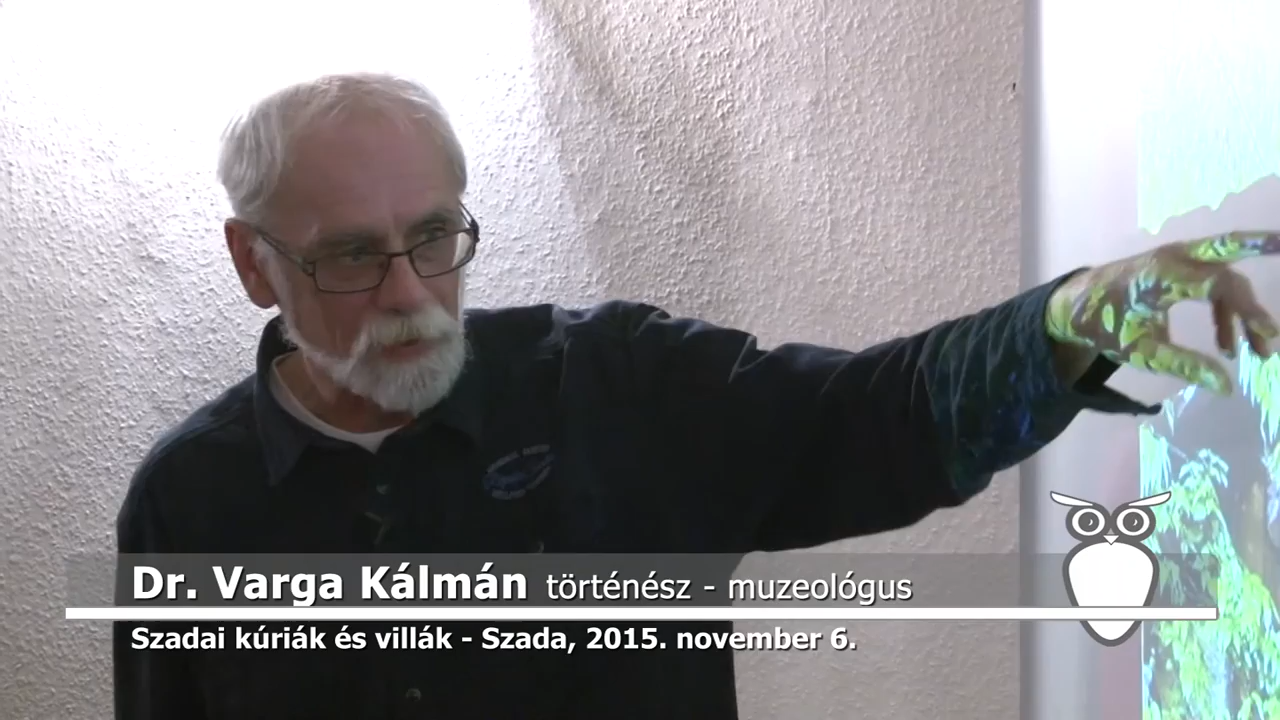 Dr. Varga Kálmán történész - muzeológus
Szadai kúriák és villák - Szada, 2015. november 6.